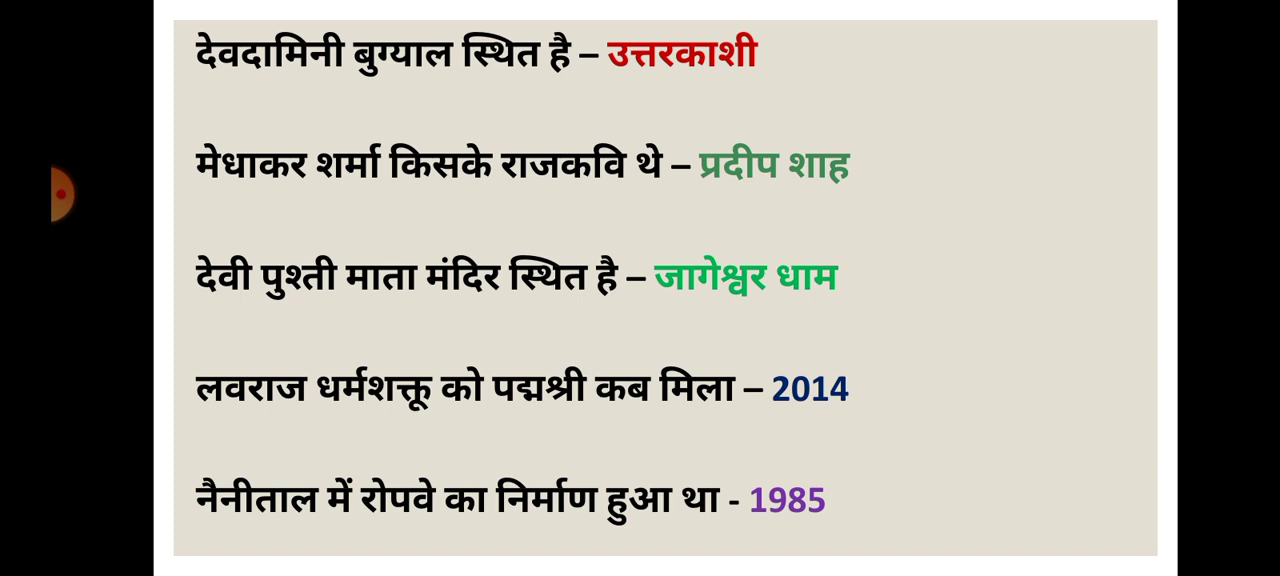 देवदामिनी बुग्याल स्थित है – उत्तरकाशी
मेधाकर शर्मा किसके राजकवि थे – प्रदीप शाह
देवी पुश्ती माता मंदिर स्थित है – जागेश्वर धाम
लवराज धर्मशक्तू को पद्मश्री कब मिला – 2014
नैनीताल में रोपवे का निर्माण हुआ था - 1985